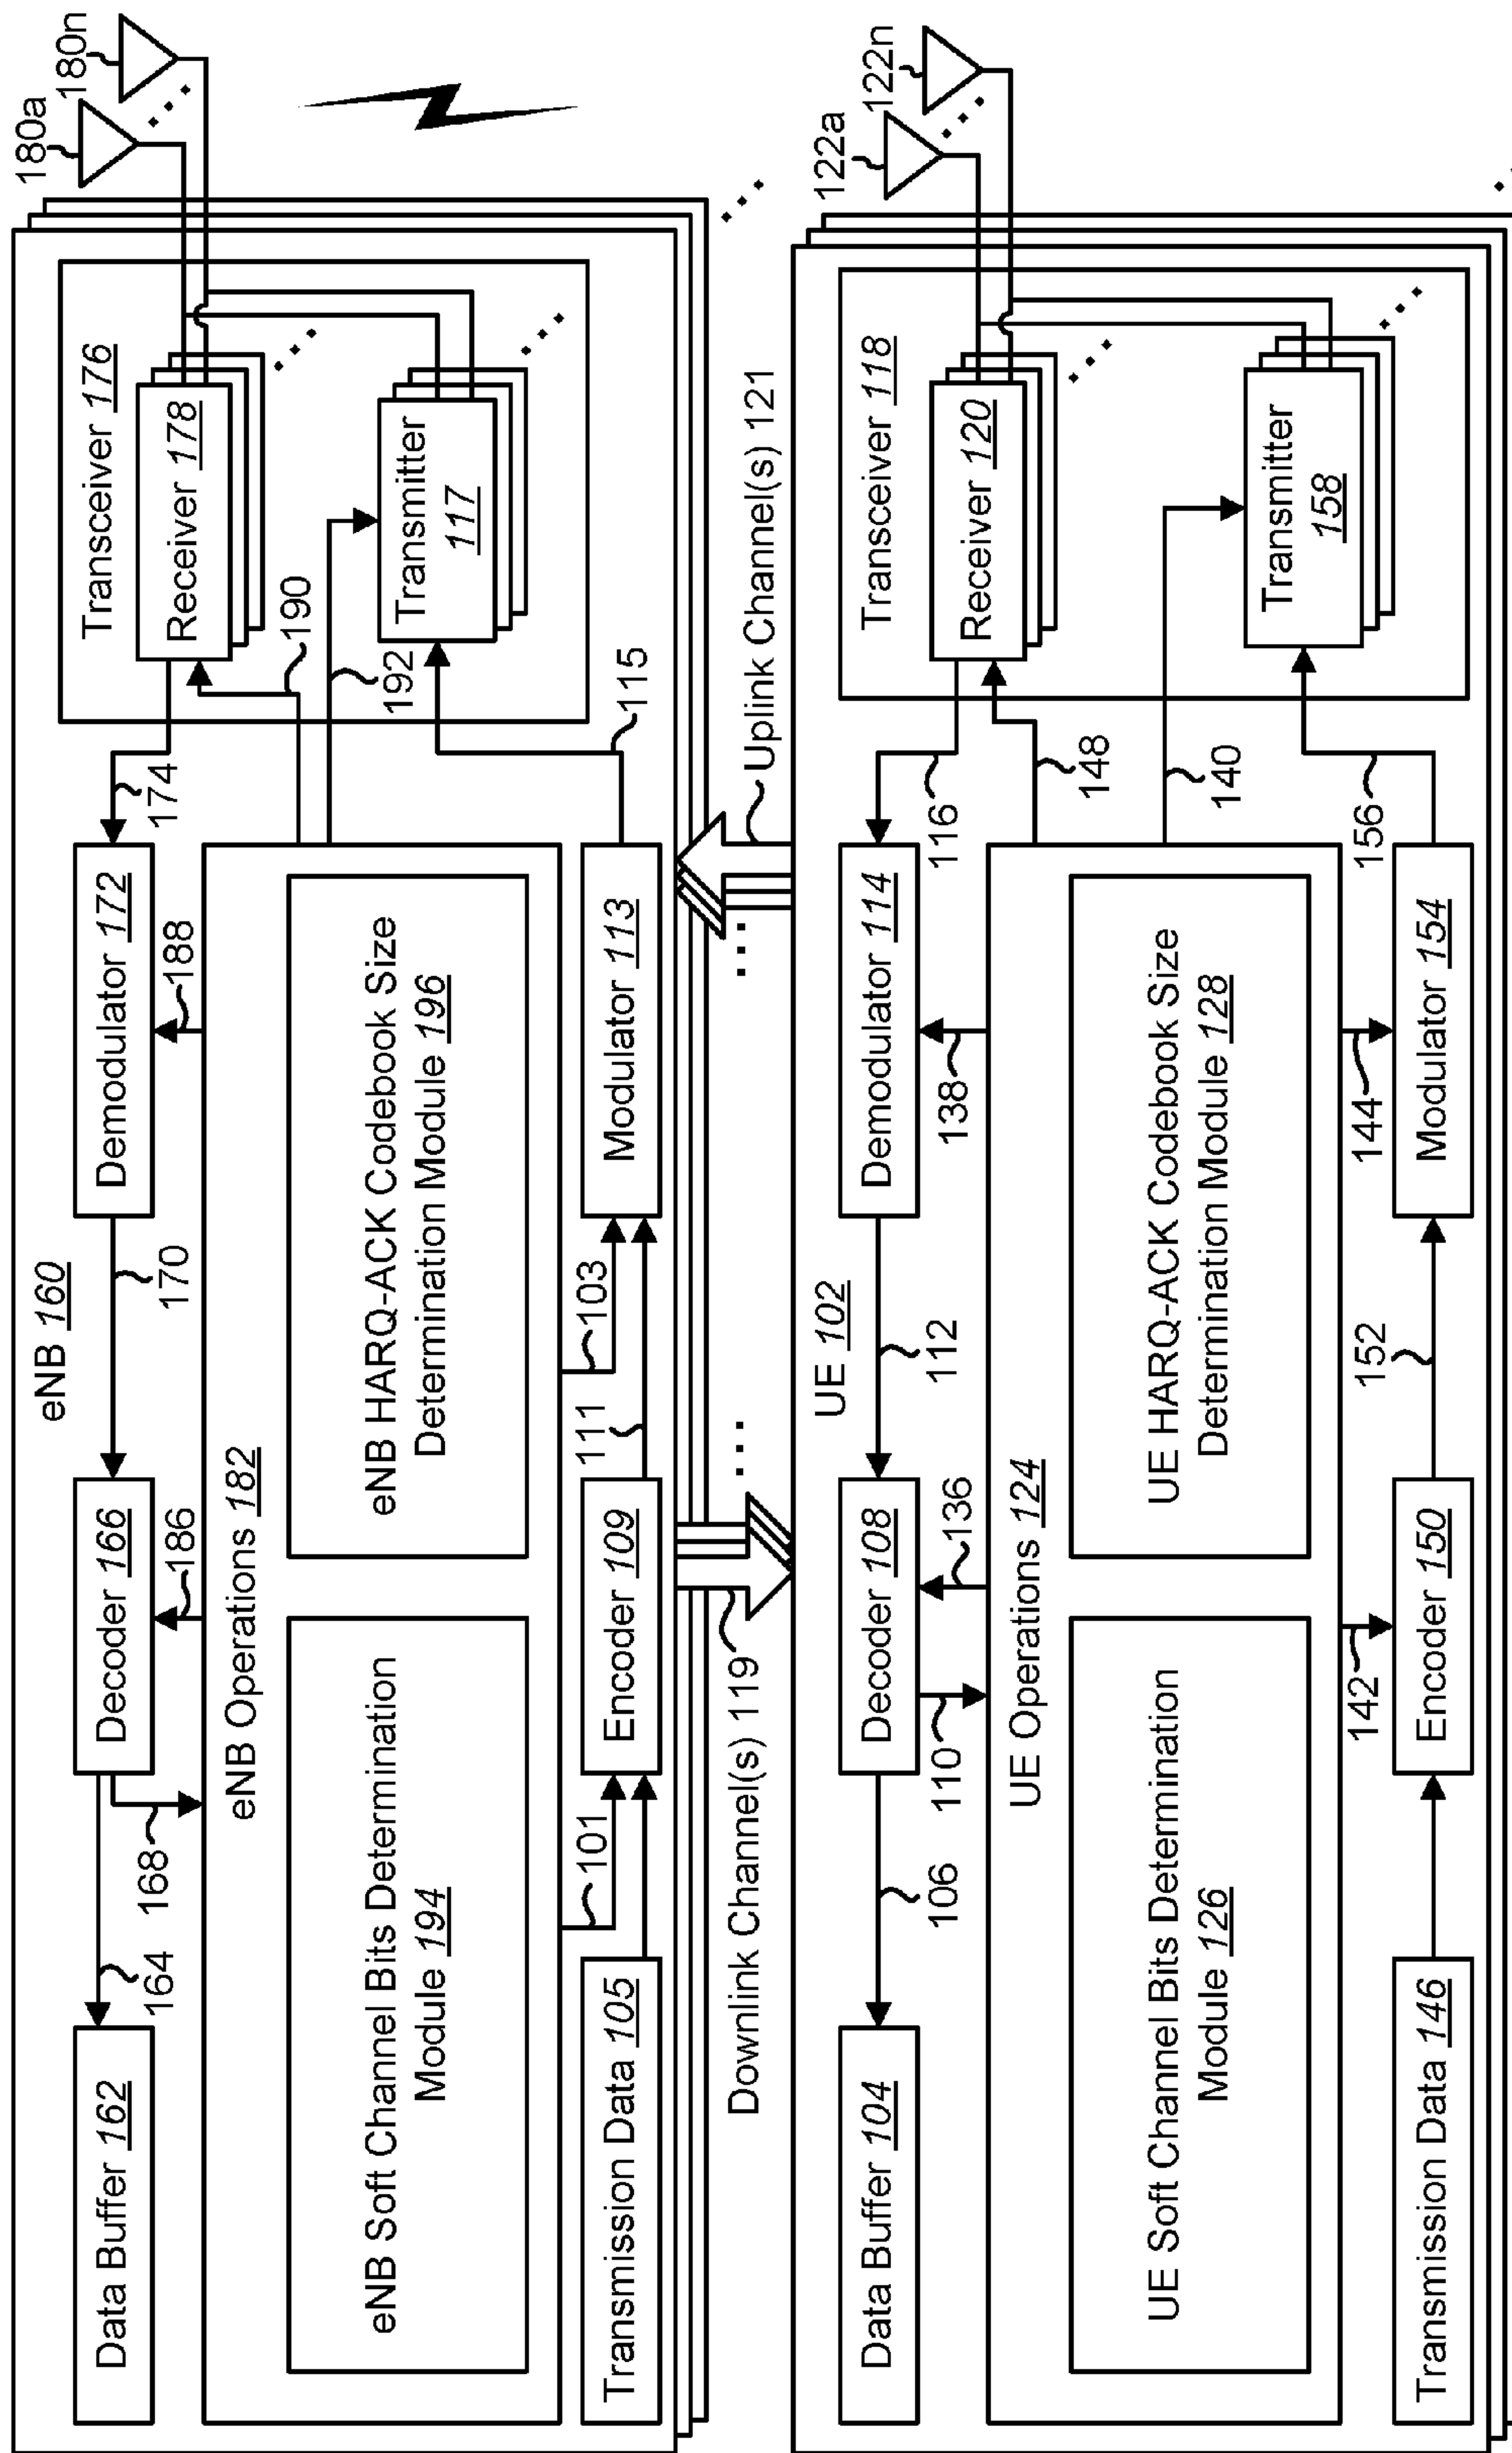 eNB 160
Data Buffer 162
164
Decoder 166
168
186
170
Demodulator 172
188
174
Transceiver 176
Receiver 178
180a
180n
190
192
Transmitter
117
115
eNB Operations 182
eNB Soft Channel Bits Determination
Module 194
eNB HARQ-ACK Codebook Size
Determination Module 196
101
103
Transmission Data 105
Encoder 109
111
Modulator 113
Downlink Channel(s) 119
Uplink Channel(s) 121
UE 102
Data Buffer 104
106
Decoder 108
110
136
112
Demodulator 114
138
116
Transceiver 118
Receiver 120
122a
122n
148
140
Transmitter
158
156
UE Operations 124
UE Soft Channel Bits Determination
Module 126
UE HARQ-ACK Codebook Size
Determination Module 128
142
144
Transmission Data 146
Encoder 150
152
Modulator 154